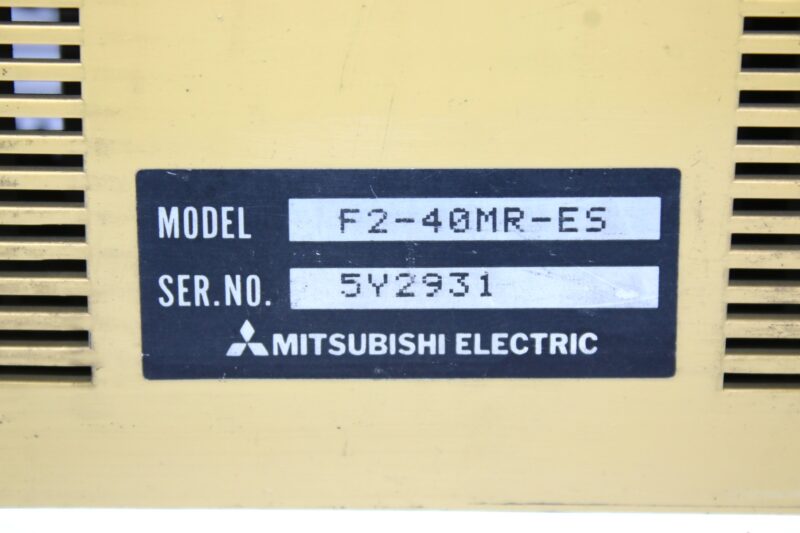 MODEL F2-40MR-ES
SER.NO. 5Y2931
MITSUBISHI ELECTRIC